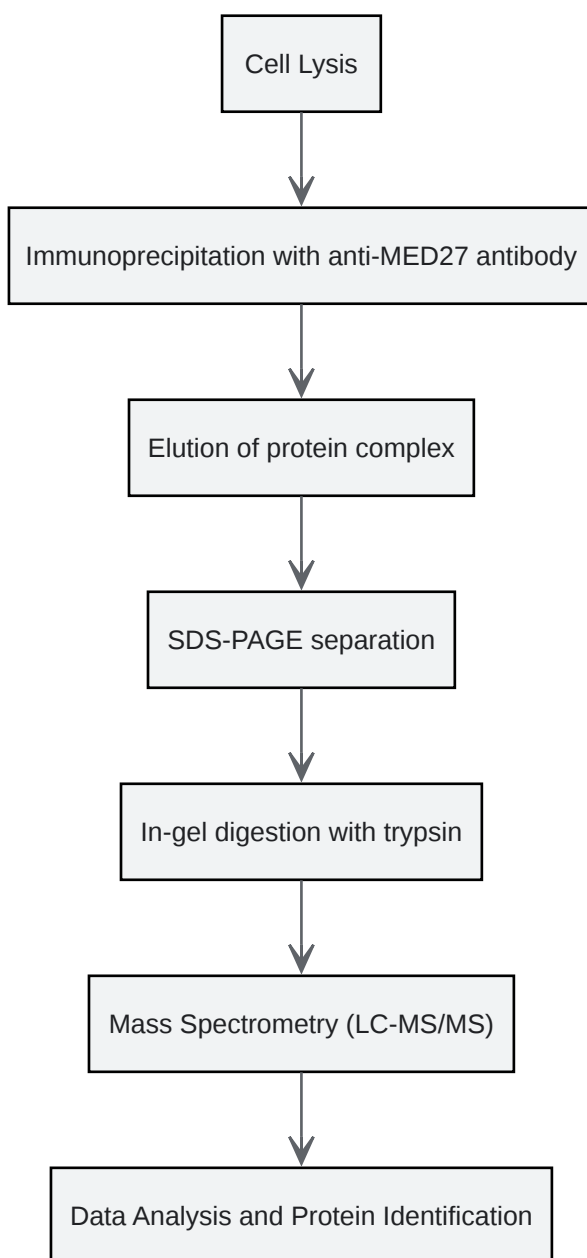 Cell Lysis
Immunoprecipitation with anti-MED27 antibody
Elution of protein complex
SDS-PAGE separation
In-gel digestion with trypsin
Mass Spectrometry (LC-MS/MS)
Data Analysis and Protein Identification